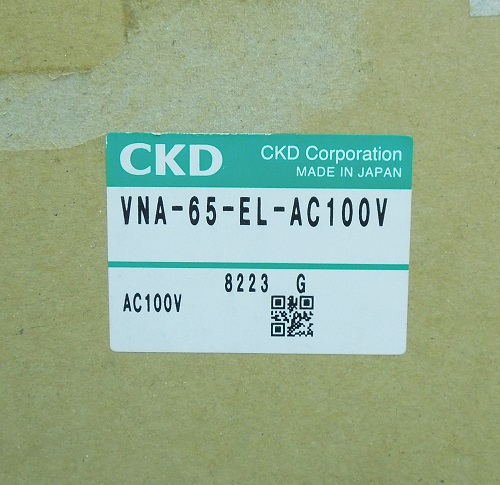 CKD CKD Corporation
MADE IN JAPAN
VNA-65-EL-AC100V
8223 G
AC100V